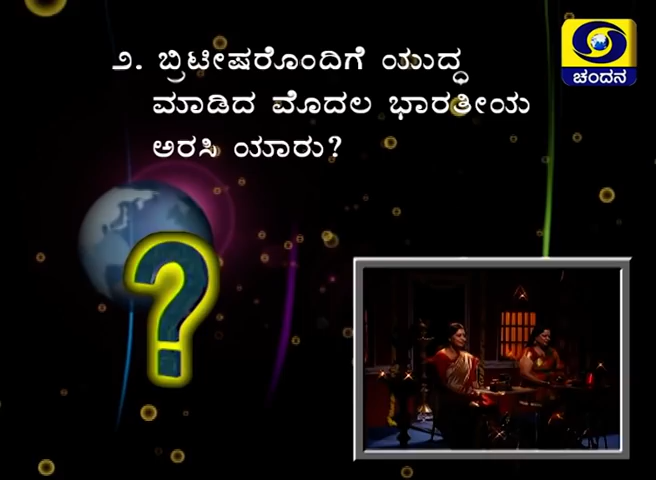 ೨. ಬ್ರಿಟೀಷರೊಂದಿಗೆ ಯುದ್ಧ
ಮಾಡಿದ ಮೊದಲ ಭಾರತೀಯ
ಅರಸಿ ಯಾರು?
ಚಂದನ